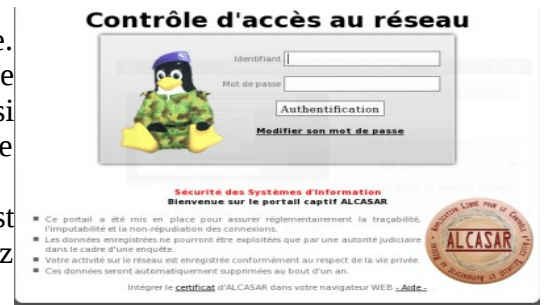 Contrôle d'accès au réseau
e.
e
si
e
st
z
Identifiant
Mot de passe
Authentification
Modifier son mot de passe
Sécurité des Systèmes d'Information
Bienvenue sur le portail captif ALCASAR
Ce portail a été mis en place pour assurer réglementairement la traçabilité,
l'imputabilité et la non-répudiation des connexions.
Les données enregistrées ne pourront être exploitées que par une autorité judiciaire
dans le cadre d'une enquête.
Votre activité sur le réseau est enregistrée conformément au respect de la vie privée.
Ces données seront automatiquement supprimées au bout d'un an.
Intégrer le certificat d'ALCASAR dans votre navigateur WEB - Aide -
ALCASAR